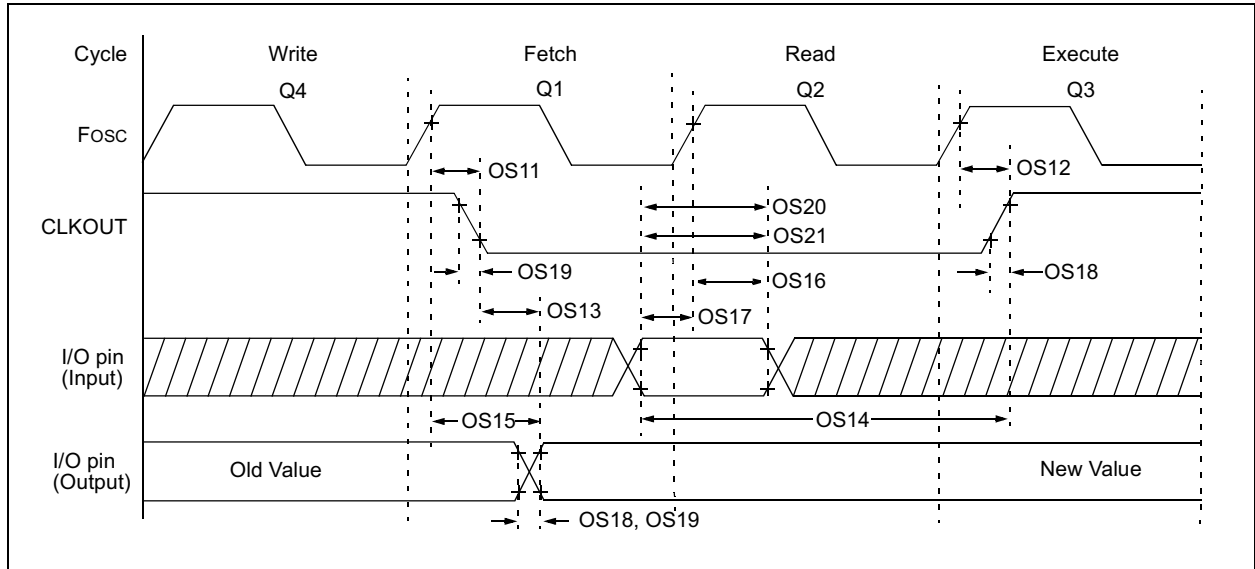 Cycle Write Fetch Read Execute
Q4 Q1 Q2 Q3
FOSC
OS11 OS12
OS20
CLKOUT
OS21
OS19 OS16 OS18
OS13 OS17
I/O pin
(Input)
OS15 OS14
I/O pin
(Output)
Old Value New Value
OS18, OS19